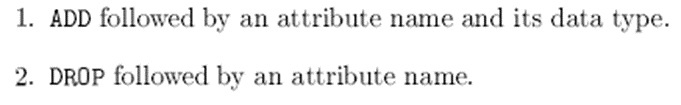 1. ADD followed by an attribute name and its data type.
2. DROP followed by an attribute name.